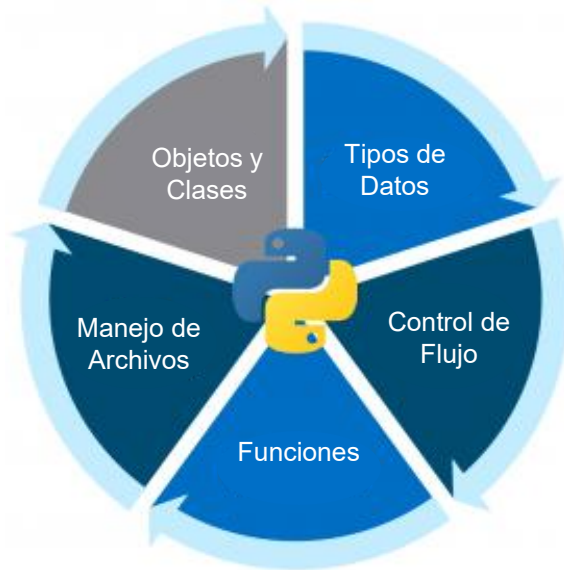 Objetos y
Clases
Tipos de
Datos
Control de
Flujo
Funciones
Manejo de
Archivos